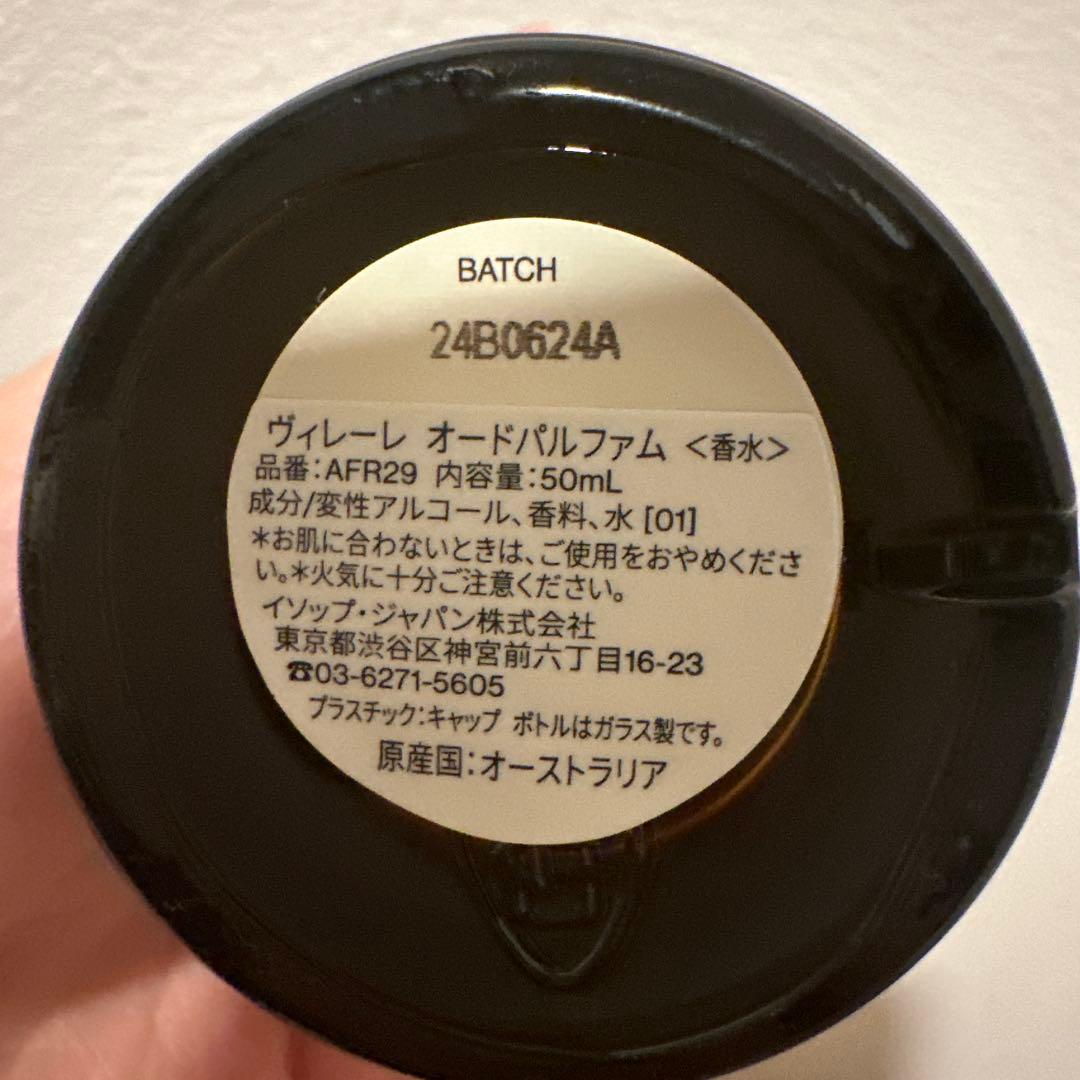 BATCH
24B0624A
ヴィレーレ オードパルファム <香水>
品番:AFR29 内容量:50mL
成分/変性アルコール、香料、水 [01]
*お肌に合わないときは、ご使用をおやめくださ
い。*火気に十分ご注意ください。
イソップ・ジャパン株式会社
東京都渋谷区神宮前六丁目16-23
☎03-6271-5605
プラスチック:キャップ ボトルはガラス製です。
原産国:オーストラリア